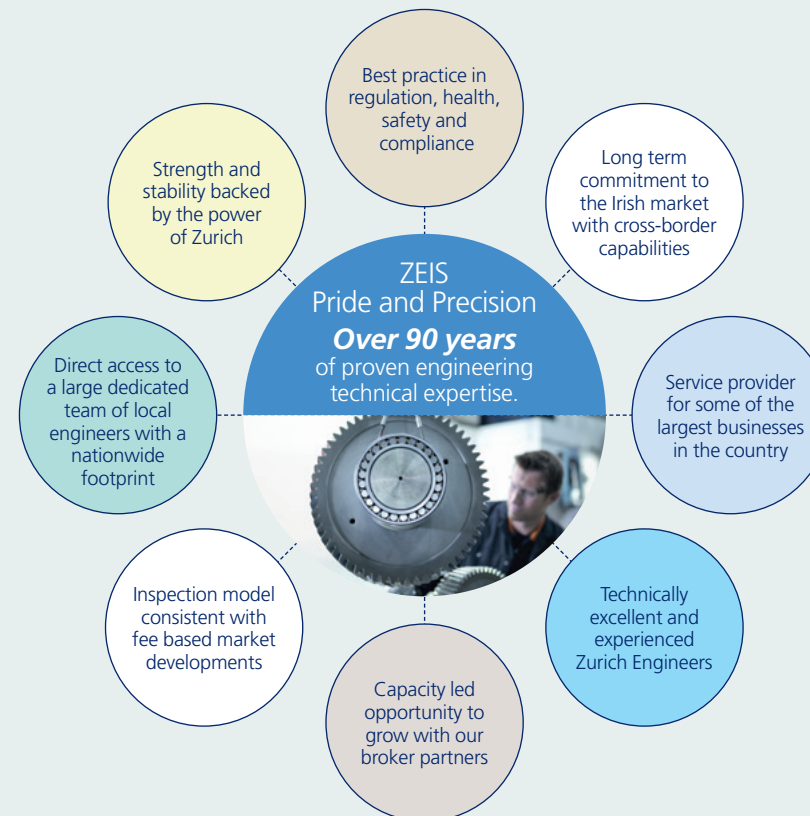 Best practice in
regulation, health,
safety and
compliance
Strength and
stability backed
by the power
of Zurich
Long term
commitment to
the Irish market
with cross-border
capabilities
ZEIS
Pride and Precision
Over 90 years
of proven engineering
technical expertise.
Direct access to
a large dedicated
team of local
engineers with a
nationwide
footprint
Service provider
for some of the
largest businesses
in the country
Inspection model
consistent with
fee based market
developments
Technically
excellent and
experienced
Zurich Engineers
Capacity led
opportunity to
grow with our
broker partners